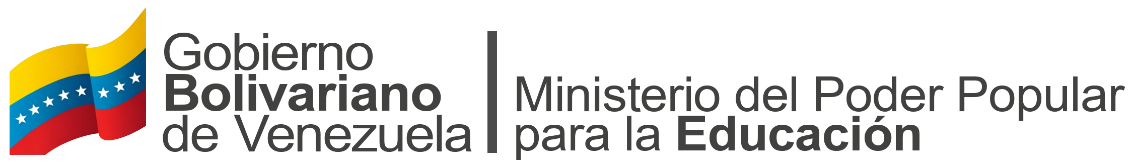 Gobierno
Bolivariano
de Venezuela
Ministerio del Poder Popular
para la Educación